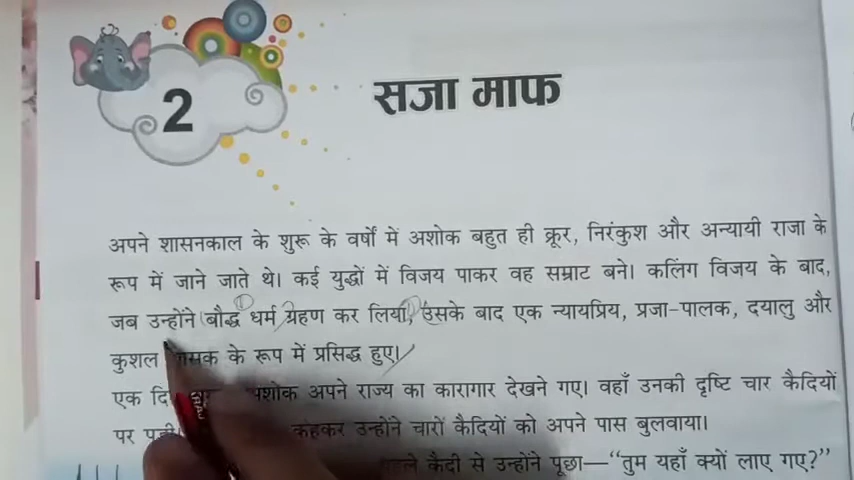 2
सजा माफ
अपने शासनकाल के शुरू के वर्षों में अशोक बहुत ही क्रूर, निरंकुश और अन्यायी राजा के
रूप में जाने जाते थे। कई युद्धों में विजय पाकर वह सम्राट बने। कलिंग विजय के बाद,
जब उन्होंने बौद्ध धर्म ग्रहण कर लिया, उसके बाद एक न्यायप्रिय, प्रजा-पालक, दयालु और
कुशल के रूप में प्रसिद्ध हुए।
एक अशोक अपने राज्य का कारागार देखने गए। वहाँ उनकी दृष्टि चार कैदियों
पर कहकर उन्होंने चारों कैदियों को अपने पास बुलवाया।
कैदी से उन्होंने पूछा—“तुम यहाँ क्यों लाए गए?”